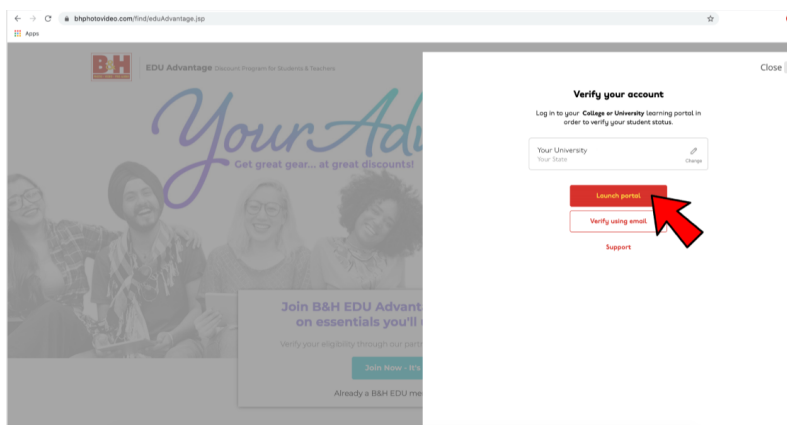 bhphotovideo.com/find/eduAdvantage.jsp
Apps
B&H
EDU Advantage Discount Program for Students & Teachers
Your Ad
Get great gear... at great discounts!
Join B&H EDU Advant
on essentials you'll
Verify your eligibility through our part
Join Now - It's
Already a B&H EDU me
Close
Verify your account
Log in to your College or University learning portal in
order to verify your student status.
Your University
Your State
Change
Launch portal
Verify using email
Support